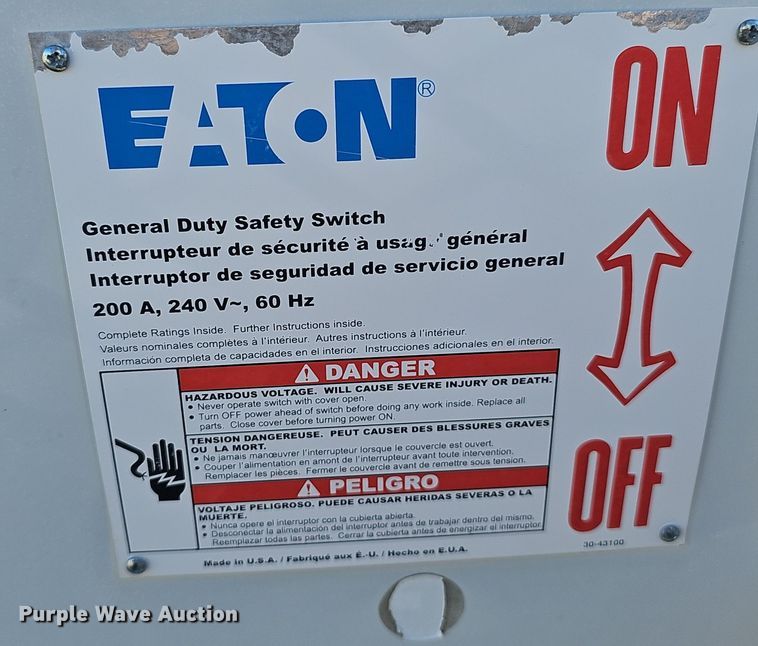 EATON®
ON
General Duty Safety Switch
Interrupteur de sécurité à usage général
Interruptor de seguridad de servicio general
200 A, 240 V~, 60 Hz
Complete Ratings Inside. Further Instructions inside.
Valeurs nominales complètes à l'intérieur. Autres instructions à l'intérieur.
Información completa de capacidades en el interior. Instrucciones adicionales en el interior.
DANGER
HAZARDOUS VOLTAGE. WILL CAUSE SEVERE INJURY OR DEATH.
• Never operate switch with cover open.
• Turn OFF power ahead of switch before doing any work inside. Replace all
parts. Close cover before turning power ON.
TENSION DANGEREUSE. PEUT CAUSER DES BLESSURES GRAVES
OU LA MORT.
• Ne jamais manœuvrer l'interrupteur lorsque le couvercle est ouvert.
• Couper l'alimentation en amont de l'interrupteur avant toute intervention.
Remplacer les pièces. Fermer le couvercle avant de remettre sous tension.
PELIGRO
VOLTAJE PELIGROSO. PUEDE CAUSAR HERIDAS SEVERAS O LA
MUERTE.
• Nunca opere el interruptor con la cubierta abierta.
• Desconectar la alimentación del interruptor antes de trabajar dentro del mismo.
Reemplazar todas las partes. Cerrar la cubierta antes de energizar el interruptor.
OFF
30-43100
Made in U.S.A. / Fabriqué aux É.-U. / Hecho en E.U.A.
Purple Wave Auction